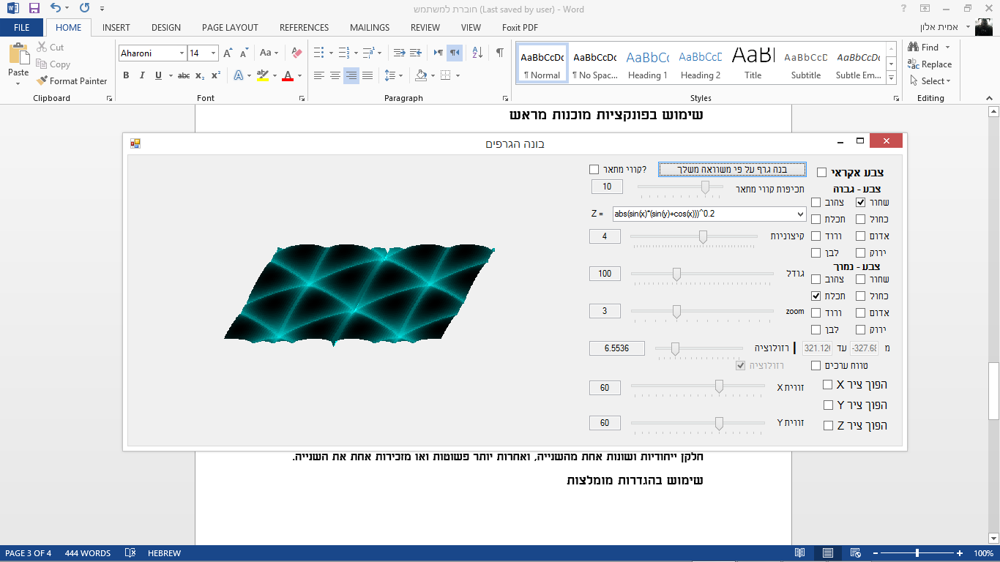 חוברת למשתמש (Last saved by user) - Word
FILE HOME INSERT DESIGN PAGE LAYOUT REFERENCES MAILINGS REVIEW VIEW Foxit PDF
אמית אלון
Paste
Cut
Copy
Format Painter
Clipboard
Aharoni 14
Font
Paragraph
AaBbCcDc AaBbCcDc AaBbCc AaBbCcD AaBl AaBbCcD AaBbCcDc
¶ Normal ¶ No Spac... Heading 1 Heading 2 Title Subtitle Subtle Em...
Styles
Find
Replace
Select
Editing
שימוש בפונקציות מוכנות מראש
בונה הגרפים
צבע אקראי
בנה גרף על פי משוואה משלך
קווי מתאר?
צבע - גבוה
תכיפות קווי מתאר
10
שחור צהוב
כחול תכלת
אדום ורוד
ירוק לבן
Z = abs(sin(x)*(sin(y)+cos(x)))^0.2
קיצוניות
4
צבע - נמוך
גודל
100
שחור צהוב
כחול תכלת
אדום ורוד
ירוק לבן
zoom
3
מ -327.68 עד 321.126
רזולוציה
6.5536
טווח ערכים
רזולוציה
הפוך ציר X
זווית X
60
הפוך ציר Y
זווית Y
60
הפוך ציר Z
חלקן ייחודיות ושונות אחת מהשנייה, ואחרות יותר פשוטות ואו מזכירות אחת את השנייה.
שימוש בהגדרות מומלצות
PAGE 3 OF 4 444 WORDS HEBREW 100%